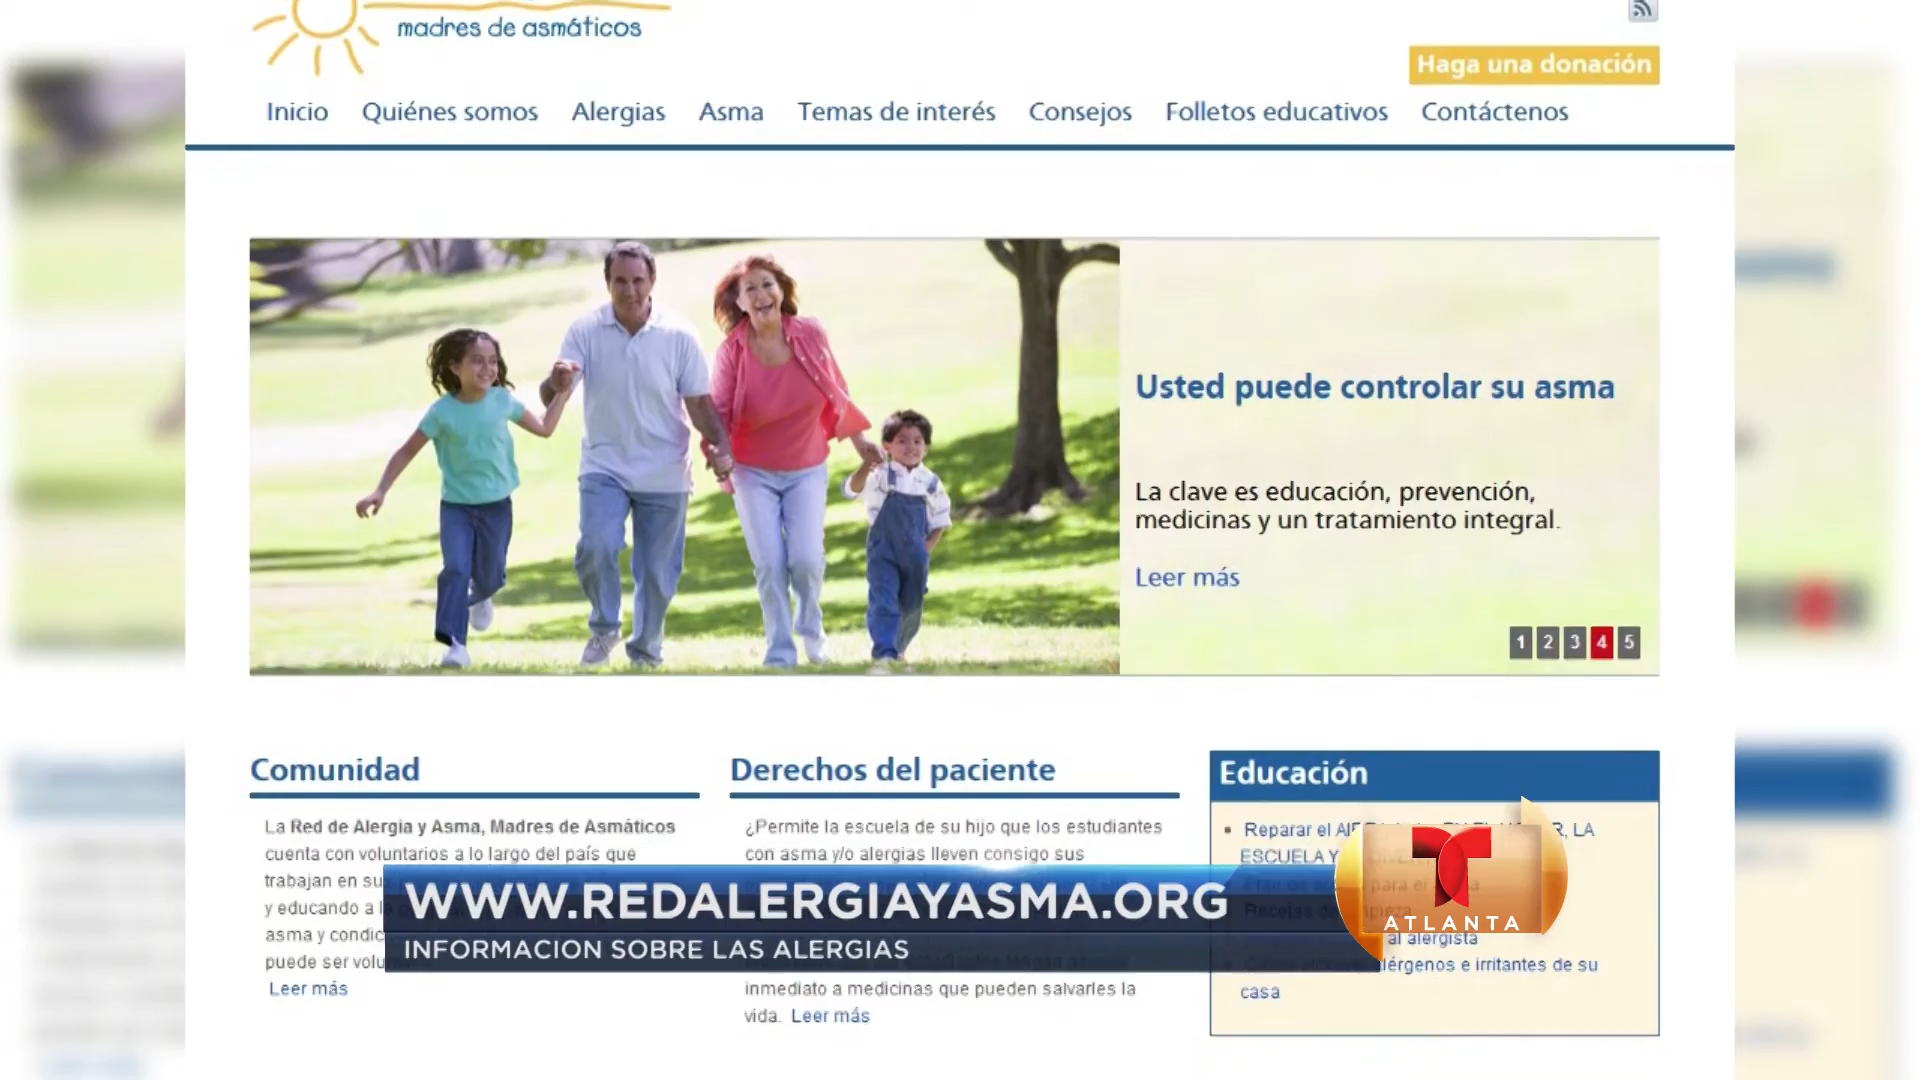 madres de asmáticos
Haga una donación
Inicio Quiénes somos Alergias Asma Temas de interés Consejos Folletos educativos Contáctenos
Usted puede controlar su asma
La clave es educación, prevención,
medicinas y un tratamiento integral.
Leer más
1 2 3 4 5
Comunidad
La Red de Alergia y Asma, Madres de Asmáticos
cuenta con voluntarios a lo largo del país que
trabajan en
y educando a
asma y
puede ser
Leer más
Derechos del paciente
¿Permite la escuela de su hijo que los estudiantes
con asma y/o alergias lleven consigo sus
inmediato a medicinas que pueden salvarles la
vida. Leer más
Educación
Reparar el LA
ESCUELA Y
para el
al alergista
alérgenos e irritantes de su
casa
WWW.REDALERGIAYASMA.ORG
INFORMACION SOBRE LAS ALERGIAS
ATLANTA